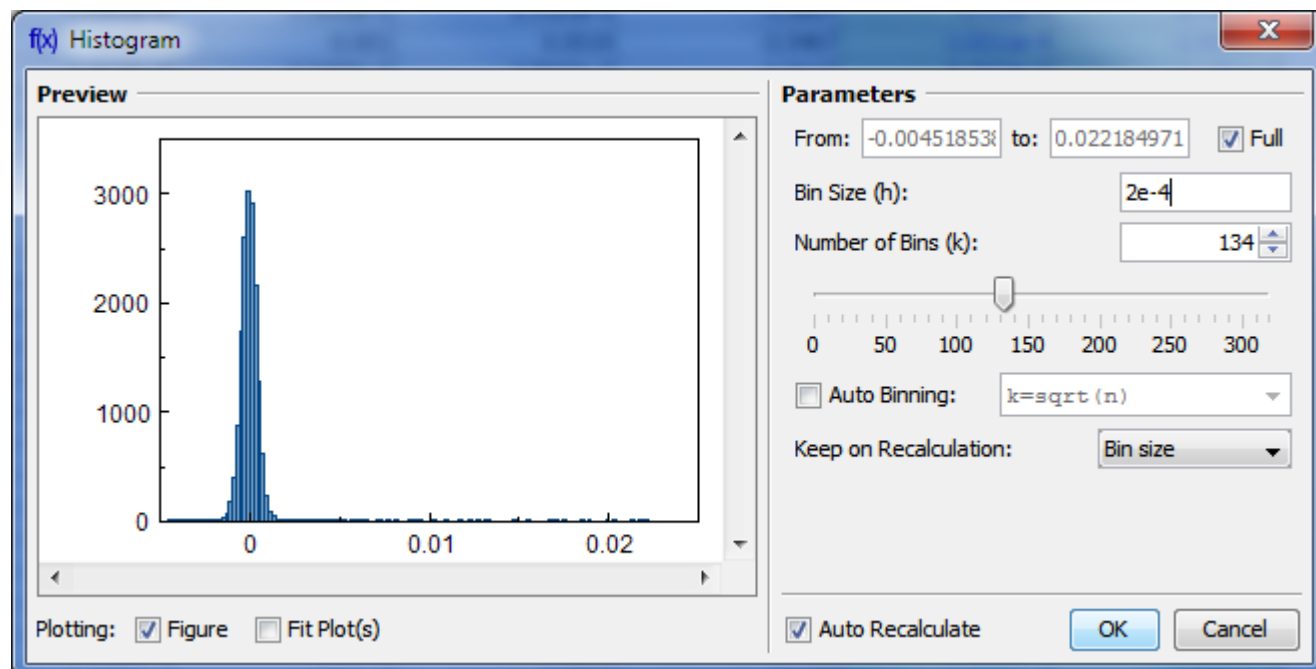 f(x) Histogram
Preview
3000
2000
1000
0
0 0.01 0.02
Plotting: Figure Fit Plot(s)
Parameters
From: -0.004518538 to: 0.022184971 Full
Bin Size (h): 2e-4
Number of Bins (k): 134
0 50 100 150 200 250 300
Auto Binning: k=sqrt(n)
Keep on Recalculation: Bin size
Auto Recalculate OK Cancel